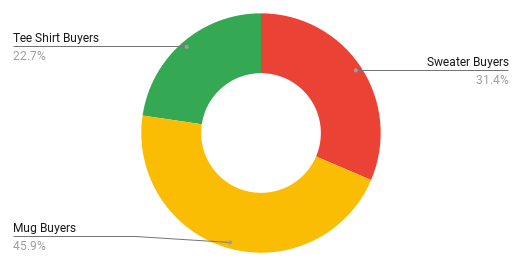 Tee Shirt Buyers
22.7%
Sweater Buyers
31.4%
Mug Buyers
45.9%